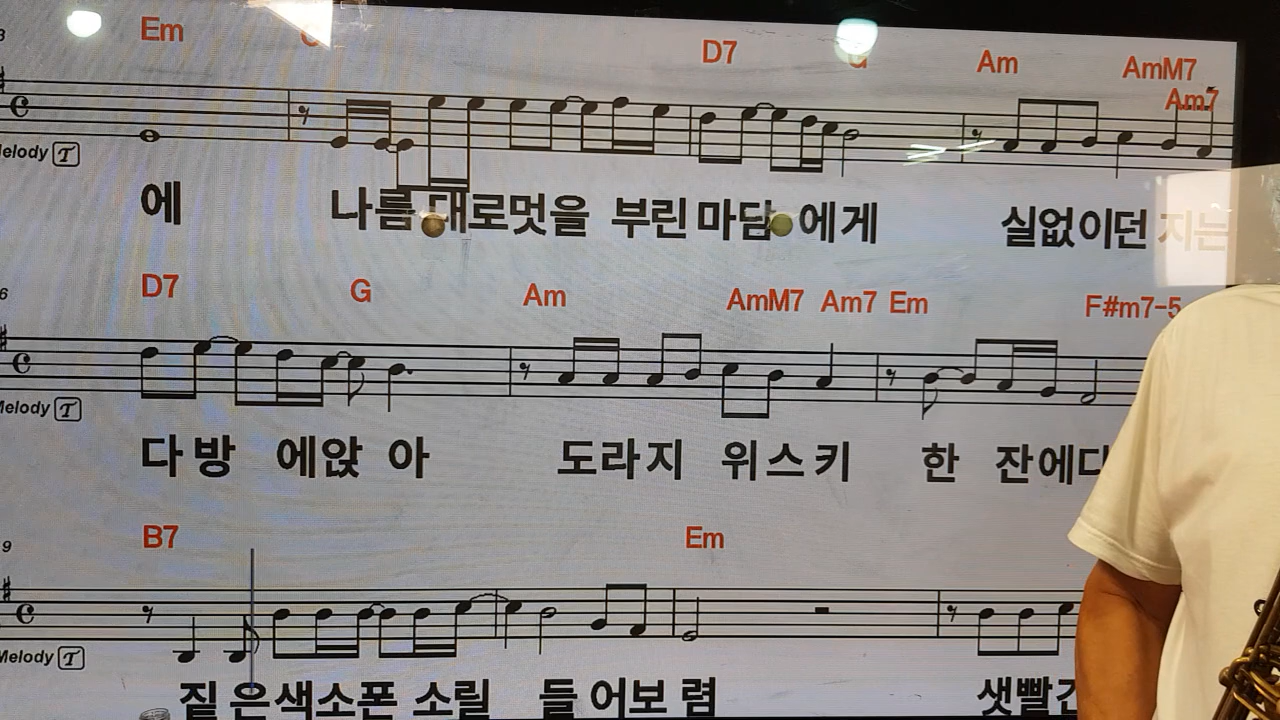 Em D7 G Am AmM7
Am7
Melody T
에 나름 대로멋을 부린 마담 에게 실없이던 지는
6
D7 G Am AmM7 Am7 Em F#m7-5
Melody T
다 방 에앉 아 도라지 위스키 한 잔에다
9
B7 Em
Melody T
짙 은색소폰 소릴 들 어보 렴 샛빨간